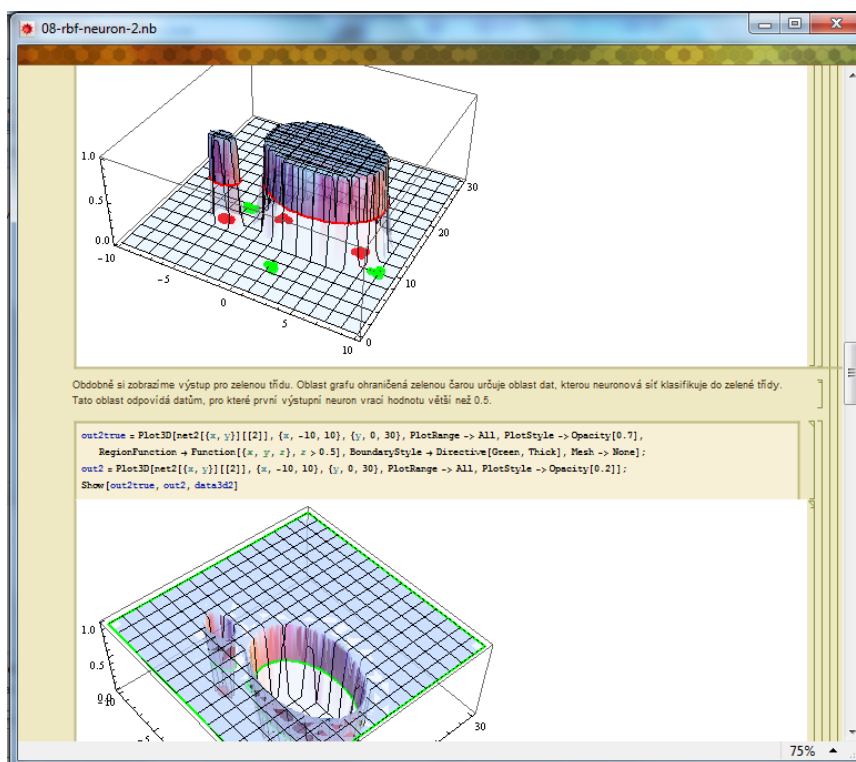 08-rbf-neuron-2.nb
1.0
0.5
0.0
-10
-5
0
5
10
0
10
20
30
Obdobně si zobrazíme výstup pro zelenou třídu. Oblast grafu ohraničená zelenou čarou určuje oblast dat, kterou neuronová síť klasifikuje do zelené třídy.
Tato oblast odpovídá datům, pro které první výstupní neuron vrací hodnotu větší než 0.5.
out2true = Plot3D[net2[{x, y}][[2]], {x, -10, 10}, {y, 0, 30}, PlotRange -> All, PlotStyle -> Opacity[0.7],
RegionFunction → Function[{x, y, z}, z > 0.5], BoundaryStyle → Directive[Green, Thick], Mesh -> None];
out2 = Plot3D[net2[{x, y}][[2]], {x, -10, 10}, {y, 0, 30}, PlotRange -> All, PlotStyle -> Opacity[0.2]];
Show[out2true, out2, data3d2]
1.0
0.5
0.0
-10
-5
30
75%